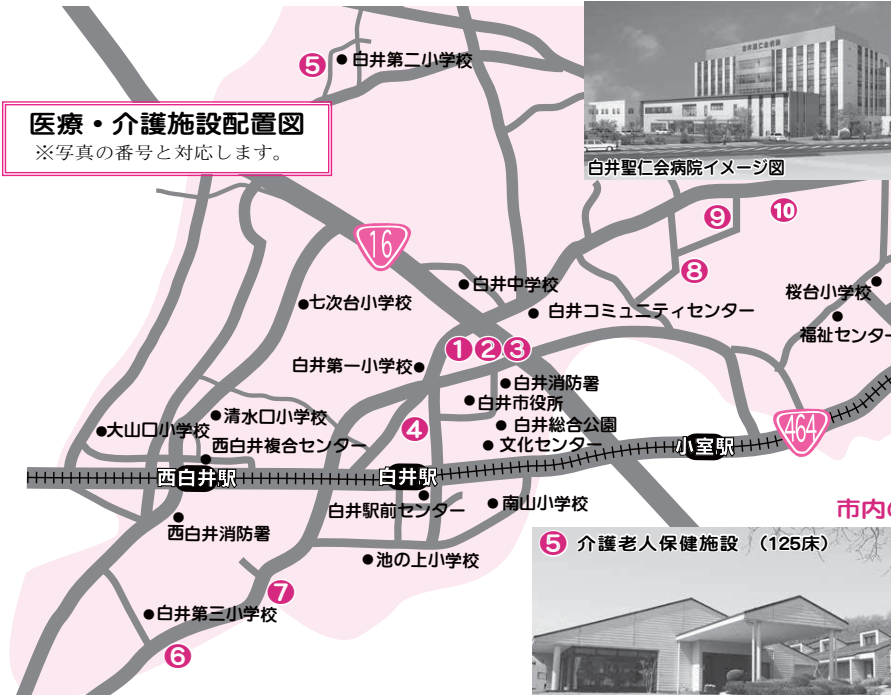 医療・介護施設配置図
※写真の番号と対応します。
5
白井第二小学校
白井聖仁会病院
白井聖仁会病院イメージ図
16
9
10
8
白井中学校
七次台小学校
白井コミュニティセンター
桜台小学校
福祉センター
1 2 3
白井第一小学校
白井消防署
白井市役所
清水口小学校
大山口小学校
4
白井総合公園
文化センター
464
西白井複合センター
小室駅
西白井駅
白井駅
白井駅前センター
南山小学校
市内の
西白井消防署
池の上小学校
7
白井第三小学校
6
5 介護老人保健施設 （125床）